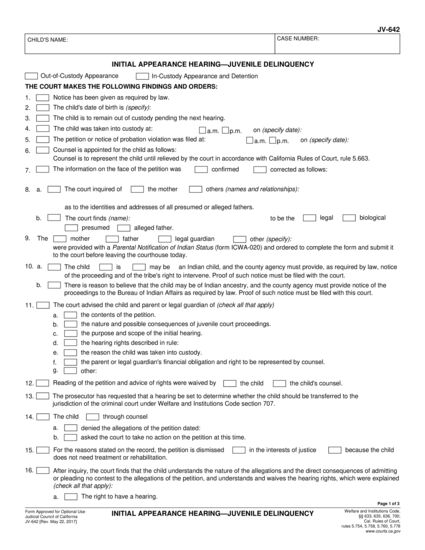 JV-642
CHILD'S NAME:
CASE NUMBER:
INITIAL APPEARANCE HEARING—JUVENILE DELINQUENCY
Out-of-Custody Appearance In-Custody Appearance and Detention
THE COURT MAKES THE FOLLOWING FINDINGS AND ORDERS:
1. Notice has been given as required by law.
2. The child's date of birth is (specify):
3. The child is to remain out of custody pending the next hearing.
4. The child was taken into custody at: a.m. p.m. on (specify date):
5. The petition or notice of probation violation was filed at: a.m. p.m. on (specify date):
6. Counsel is appointed for the child as follows:
Counsel is to represent the child until relieved by the court in accordance with California Rules of Court, rule 5.663.
7. The information on the face of the petition was confirmed corrected as follows:
8. a. The court inquired of the mother others (names and relationships):
as to the identities and addresses of all presumed or alleged fathers.
b. The court finds (name): to be the legal biological
presumed alleged father.
9. The mother father legal guardian other (specify):
were provided with a Parental Notification of Indian Status (form ICWA-020) and ordered to complete the form and submit it
to the court before leaving the courthouse today.
10. a. The child is may be an Indian child, and the county agency must provide, as required by law, notice
of the proceeding and of the tribe's right to intervene. Proof of such notice must be filed with the court.
b. There is reason to believe that the child may be of Indian ancestry, and the county agency must provide notice of the
proceedings to the Bureau of Indian Affairs as required by law. Proof of such notice must be filed with this court.
11. The court advised the child and parent or legal guardian of (check all that apply)
a. the contents of the petition.
b. the nature and possible consequences of juvenile court proceedings.
c. the purpose and scope of the initial hearing.
d. the hearing rights described in rule:
e. the reason the child was taken into custody.
f. the parent or legal guardian's financial obligation and right to be represented by counsel.
g. other:
12. Reading of the petition and advice of rights were waived by the child the child's counsel.
13. The prosecutor has requested that a hearing be set to determine whether the child should be transferred to the
jurisdiction of the criminal court under Welfare and Institutions Code section 707.
14. The child through counsel
a. denied the allegations of the petition dated:
b. asked the court to take no action on the petition at this time.
15. For the reasons stated on the record, the petition is dismissed in the interests of justice because the child
does not need treatment or rehabilitation.
16. After inquiry, the court finds that the child understands the nature of the allegations and the direct consequences of admitting
or pleading no contest to the allegations of the petition, and understands and waives the hearing rights, which were explained
(check all that apply):
a. The right to have a hearing.
Page 1 of 3
Form Approved for Optional Use
Judicial Council of California
JV-642 [Rev. May 22, 2017]
INITIAL APPEARANCE HEARING—JUVENILE DELINQUENCY
Welfare and Institutions Code,
Cal. Rules of Court,
rules 5.754, 5.758, 5.760, 5.778
www.courts.ca.gov